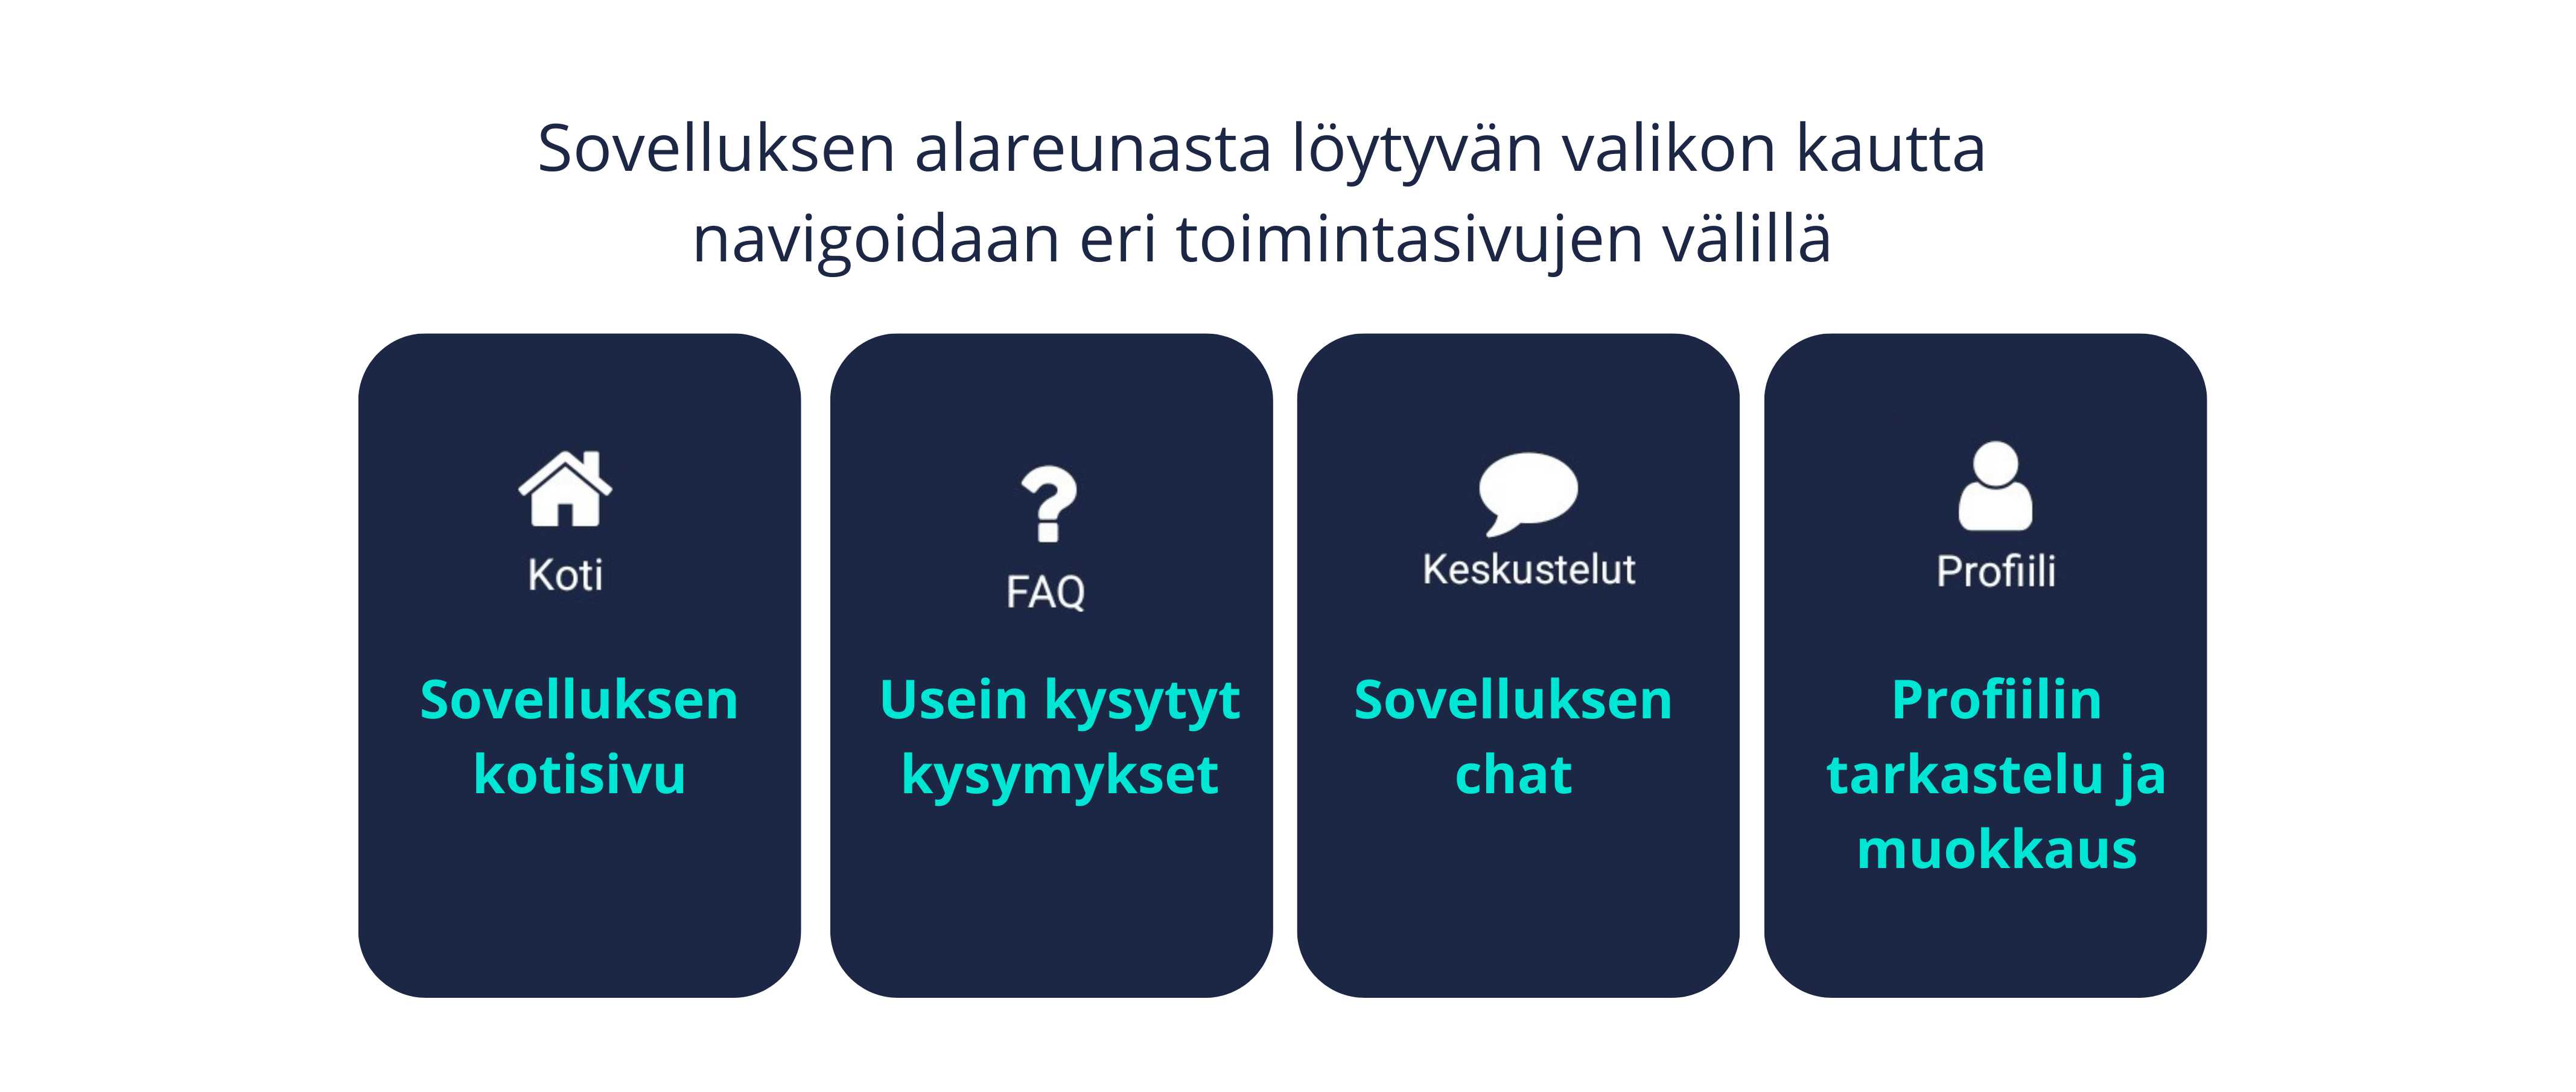 Sovelluksen alareunasta löytyvän valikon kautta
navigoidaan eri toimintasivujen välillä
Koti
Sovelluksen
kotisivu
FAQ
Usein kysytyt
kysymykset
Keskustelut
Sovelluksen
chat
Profiili
Profiilin
tarkastelu ja
muokkaus